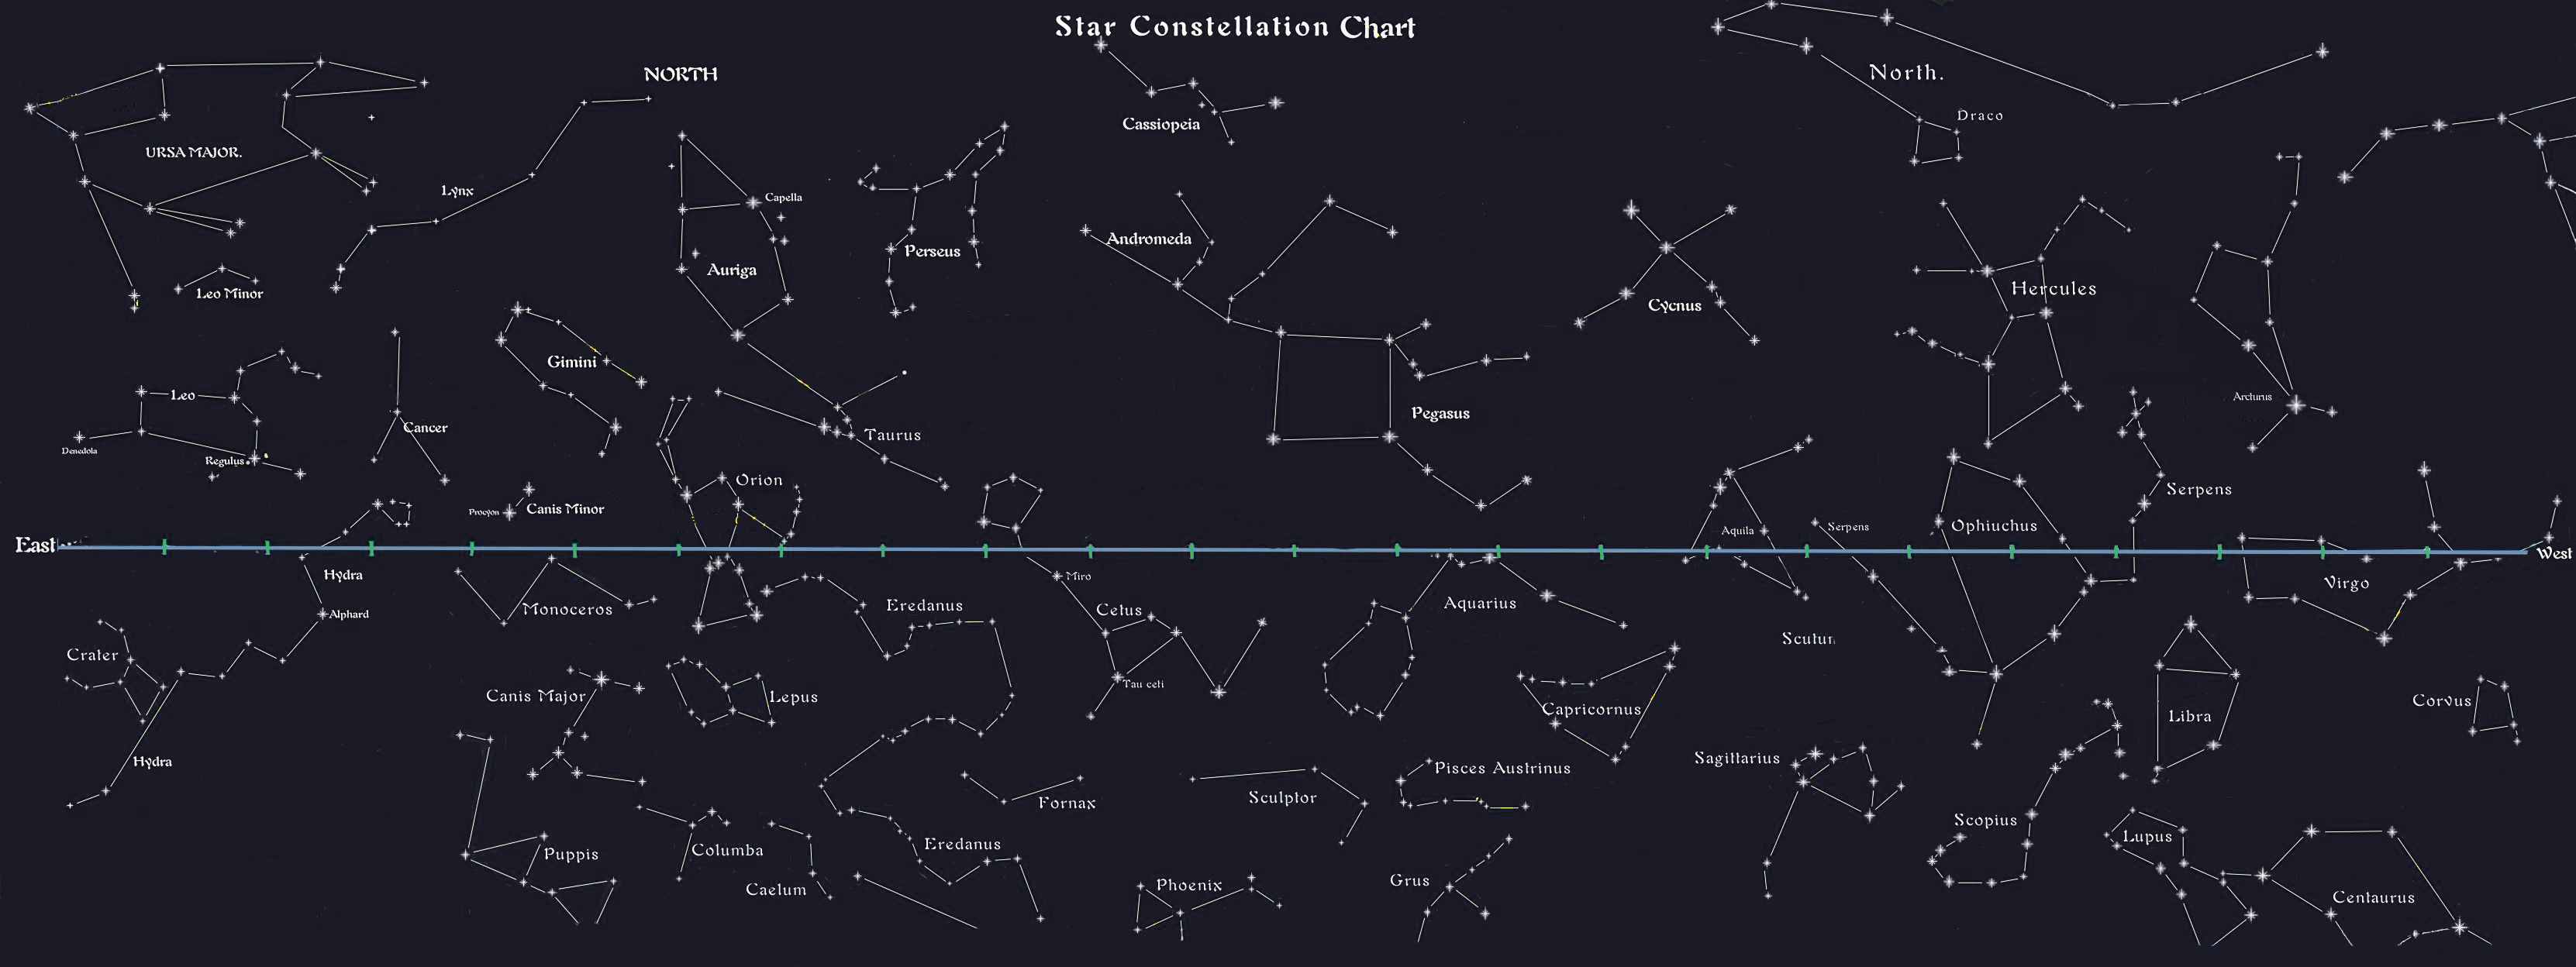 Star Constellation Chart
NORTH
North.
Draco
Cassiopeia
URSA MAJOR.
Lynx
Capella
Andromeda
Perseus
Auriga
Leo Minor
Hercules
Cycnus
Gimini
Leo
Arcturus
Pegasus
Cancer
Taurus
Denedola
Regulus.
Orion
Serpens
Procyon
Canis Minor
Aquila
Serpens
Ophiuchus
East
West
Hydra
Miro
Virgo
Monoceros
Eredanus
Cetus
Aquarius
Alphard
Scutun
Crater
Tau ceti
Canis Major
Lepus
Capricornus
Libra
Corvus
Hydra
Sagittarius
Pisces Austrinus
Fornax
Sculptor
Scopius
Lupus
Puppis
Columba
Eredanus
Caelum
Phoenix
Grus
Centaurus